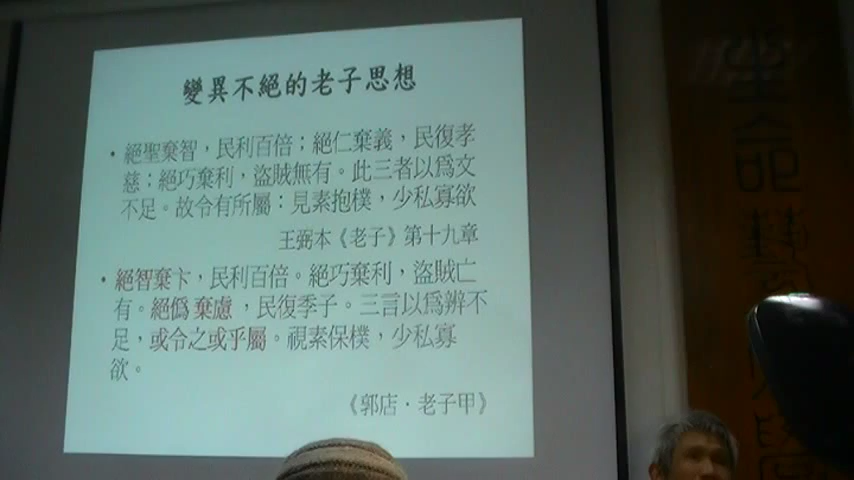 變異不絕的老子思想
• 絕聖棄智，民利百倍；絕仁棄義，民復孝
慈；絕巧棄利，盜賊無有。此三者以為文
不足。故令有所屬：見素抱樸，少私寡欲
王弼本《老子》第十九章
• 絕智棄卞，民利百倍。絕巧棄利，盜賊亡
有。絕偽 棄慮 ，民復季子。三言以為辨不
足，或令之或乎屬。視素保樸，少私寡
欲。
《郭店．老子甲》
坐命